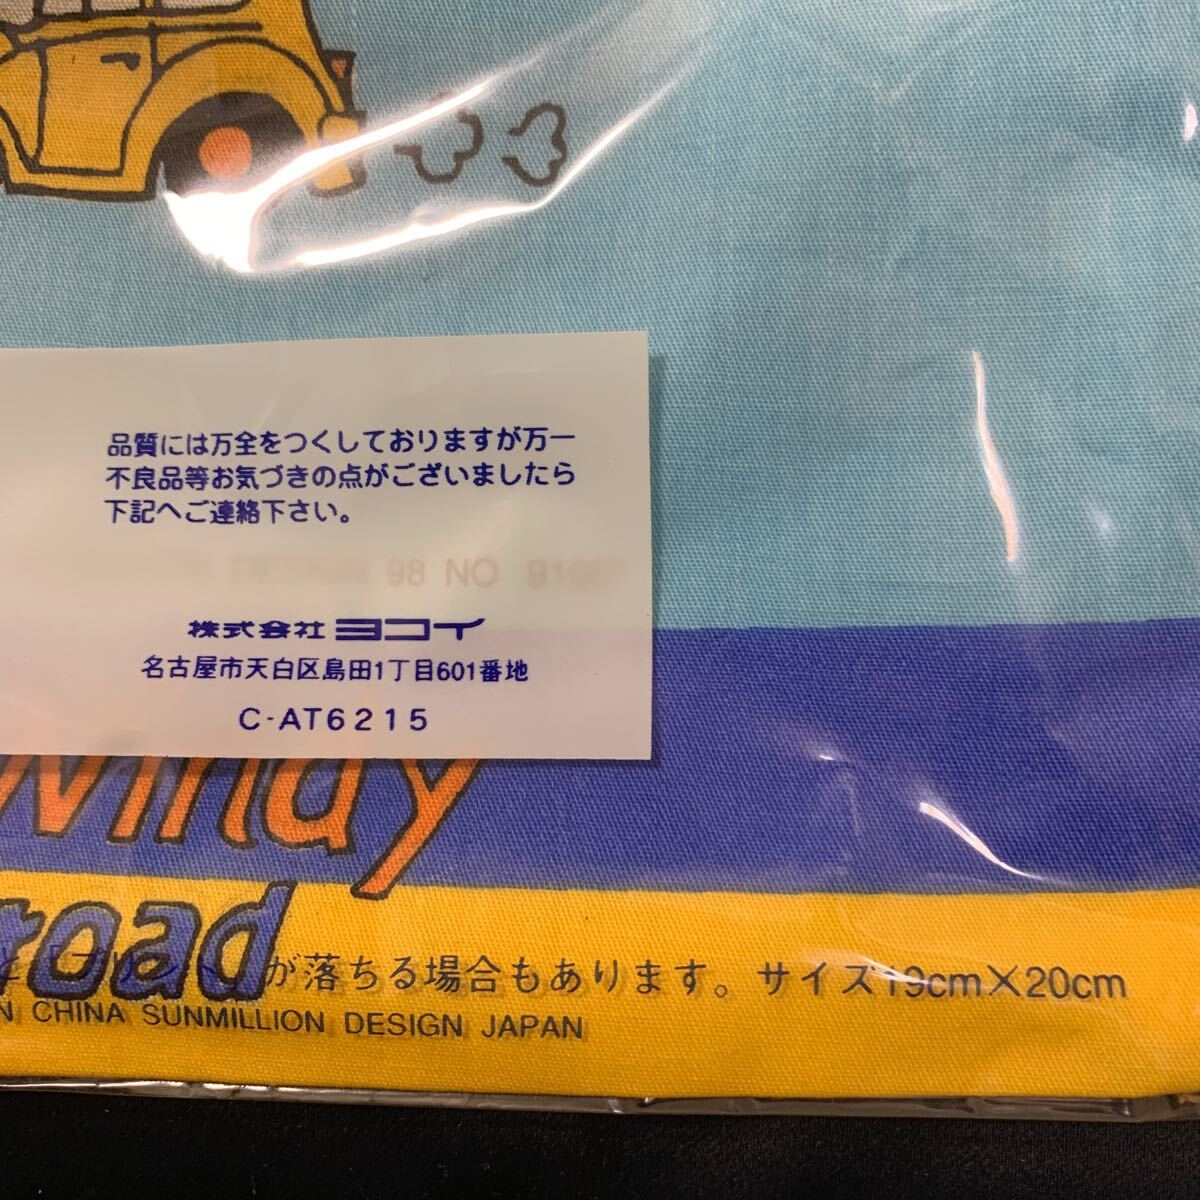 品質には万全をつくしておりますが万一
不良品等お気づきの点がございましたら
下記へご連絡下さい。
98 NO
株式会社 ヨコイ
名古屋市天白区島田1丁目601番地
C-AT6215
windy
road
が落ちる場合もあります。サイズ19cm×20cm
N CHINA SUNMILLION DESIGN JAPAN